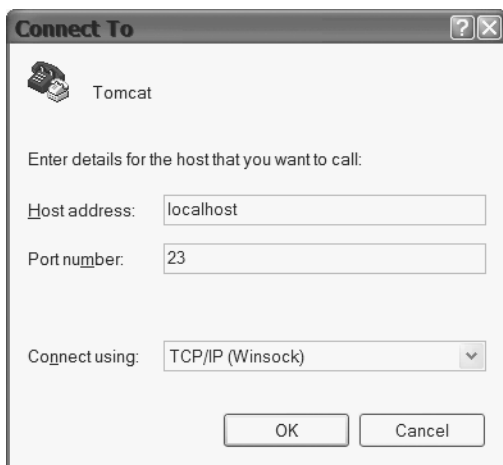 Connect To
Tomcat
Enter details for the host that you want to call:
Host address: localhost
Port number: 23
Connect using: TCP/IP (Winsock)
OK Cancel